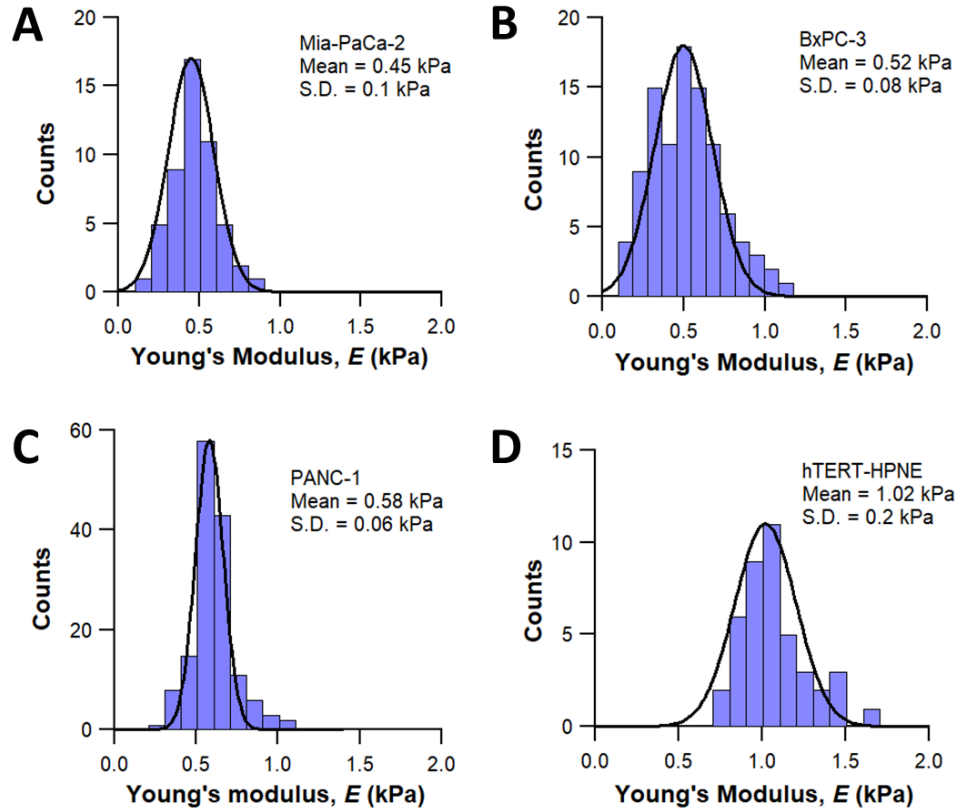 A
Mia-PaCa-2
Mean = 0.45 kPa
S.D. = 0.1 kPa
Counts
20
15
10
5
0
0.0 0.5 1.0 1.5 2.0
Young's Modulus, E (kPa)
B
BxPC-3
Mean = 0.52 kPa
S.D. = 0.08 kPa
Counts
20
15
10
5
0
0.0 0.5 1.0 1.5 2.0
Young's Modulus, E (kPa)
C
PANC-1
Mean = 0.58 kPa
S.D. = 0.06 kPa
Counts
60
40
20
0
0.0 0.5 1.0 1.5 2.0
Young's modulus, E (kPa)
D
hTERT-HPNE
Mean = 1.02 kPa
S.D. = 0.2 kPa
Counts
15
10
5
0
0.0 0.5 1.0 1.5 2.0
Young's Modulus, E (kPa)